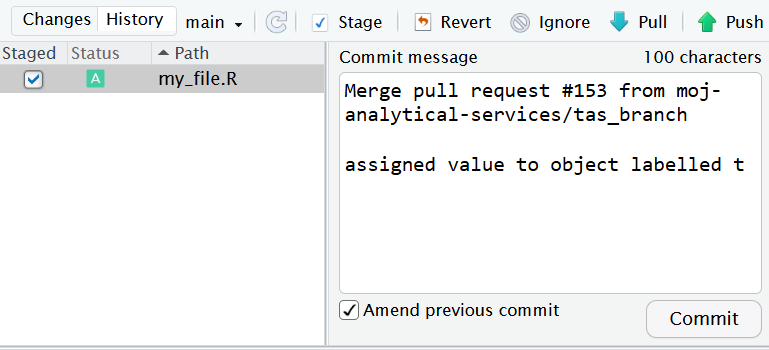 Changes History main Stage Revert Ignore Pull Push
Staged Status Path Commit message 100 characters
A my_file.R
Merge pull request #153 from moj-
analytical-services/tas_branch
assigned value to object labelled t
Amend previous commit
Commit